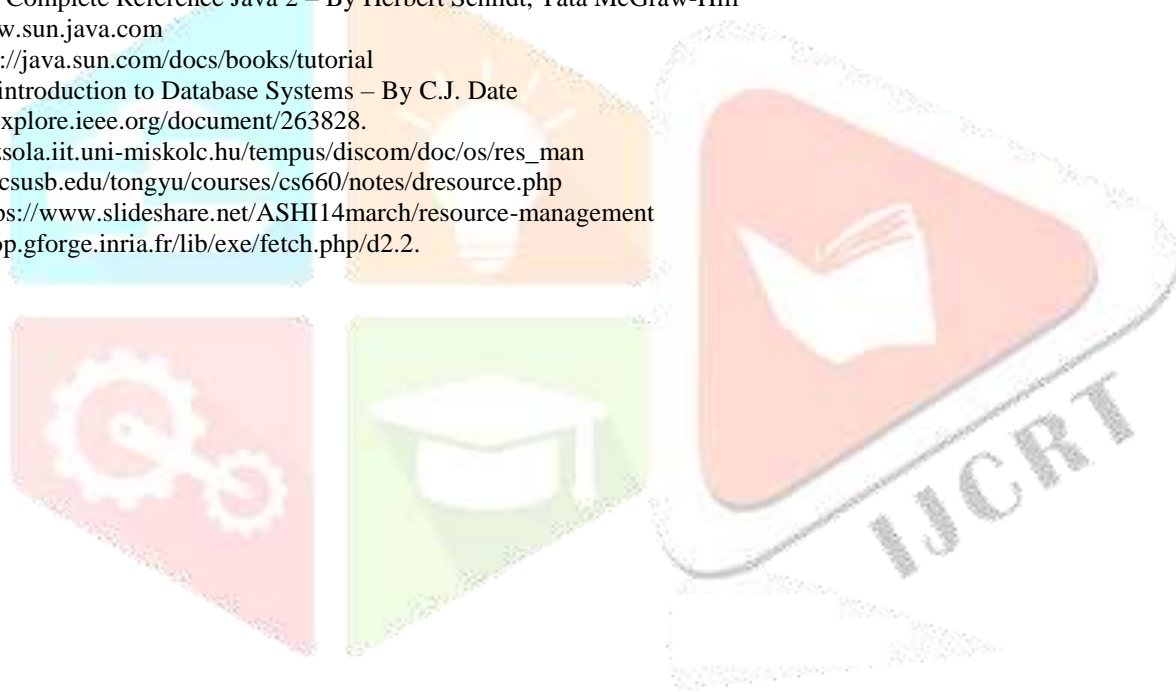 Complete Reference Java 2 – By Herbert Schildt, Tata McGraw-Hill
w.sun.java.com
://java.sun.com/docs/books/tutorial
introduction to Database Systems – By C.J. Date
xplore.ieee.org/document/263828.
sola.iit.uni-miskolc.hu/tempus/discom/doc/os/res_man
csusb.edu/tongyu/courses/cs660/notes/dresource.php
ps://www.slideshare.net/ASHI14march/resource-management
op.gforge.inria.fr/lib/exe/fetch.php/d2.2.
IJCRT